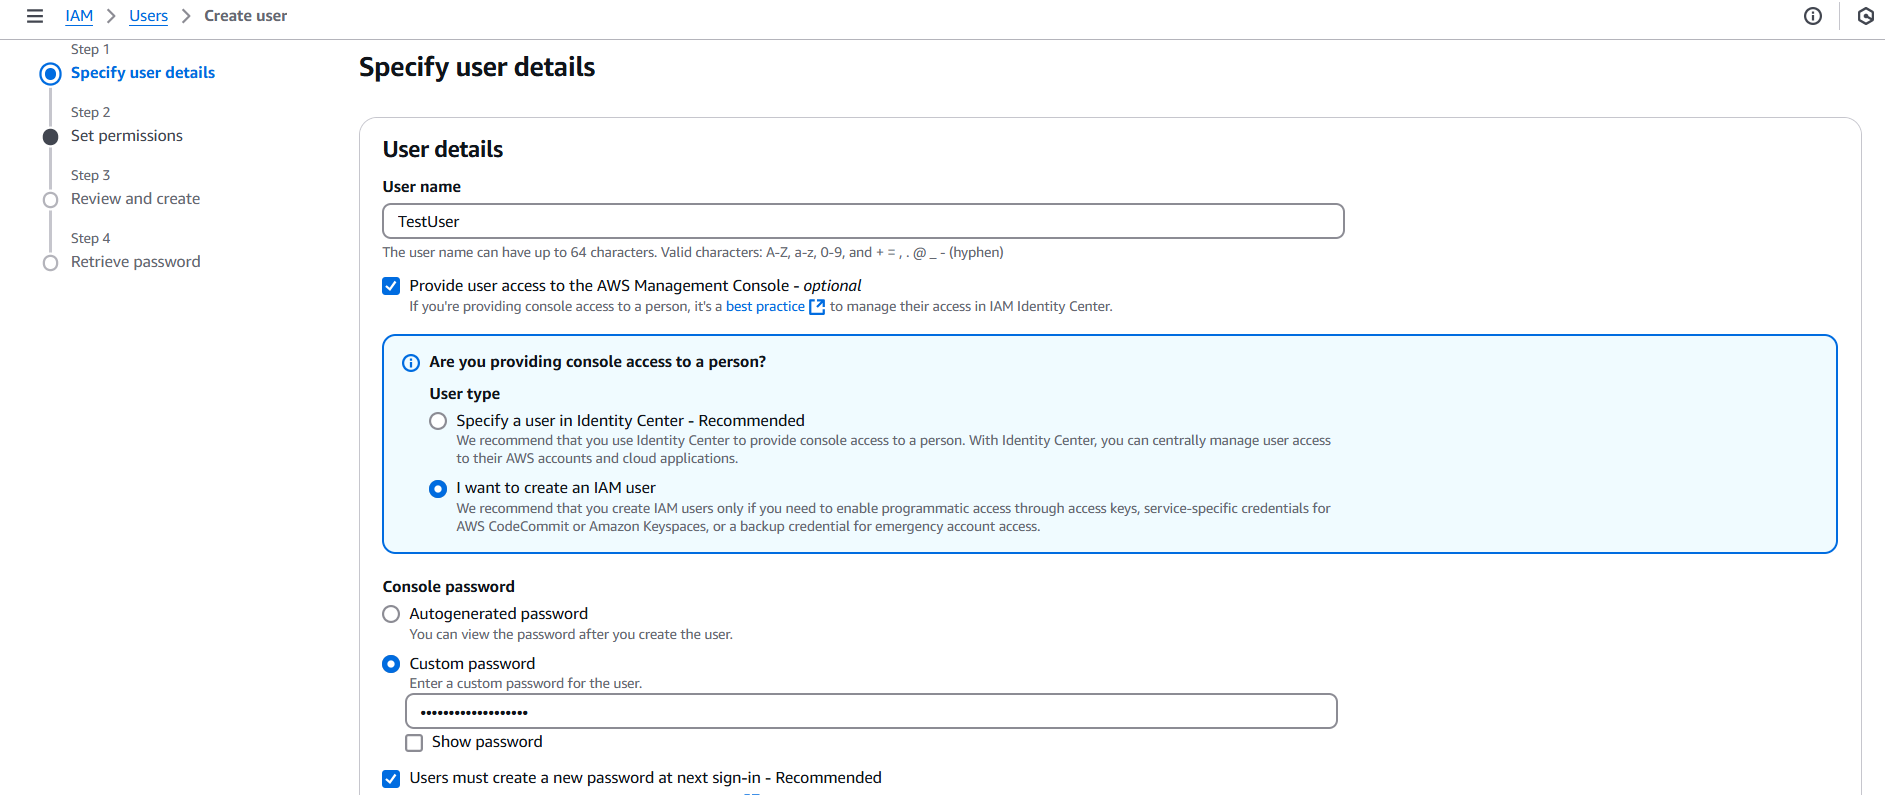 IAM > Users > Create user
Step 1
Specify user details
Step 2
Set permissions
Step 3
Review and create
Step 4
Retrieve password
Specify user details
User details
User name
TestUser
The user name can have up to 64 characters. Valid characters: A-Z, a-z, 0-9, and + = , . @ _ - (hyphen)
Provide user access to the AWS Management Console - optional
If you're providing console access to a person, it's a best practice to manage their access in IAM Identity Center.
Are you providing console access to a person?
User type
Specify a user in Identity Center - Recommended
We recommend that you use Identity Center to provide console access to a person. With Identity Center, you can centrally manage user access
to their AWS accounts and cloud applications.
I want to create an IAM user
We recommend that you create IAM users only if you need to enable programmatic access through access keys, service-specific credentials for
AWS CodeCommit or Amazon Keyspaces, or a backup credential for emergency account access.
Console password
Autogenerated password
You can view the password after you create the user.
Custom password
Enter a custom password for the user.
•••••••••••••••••••
Show password
Users must create a new password at next sign-in - Recommended